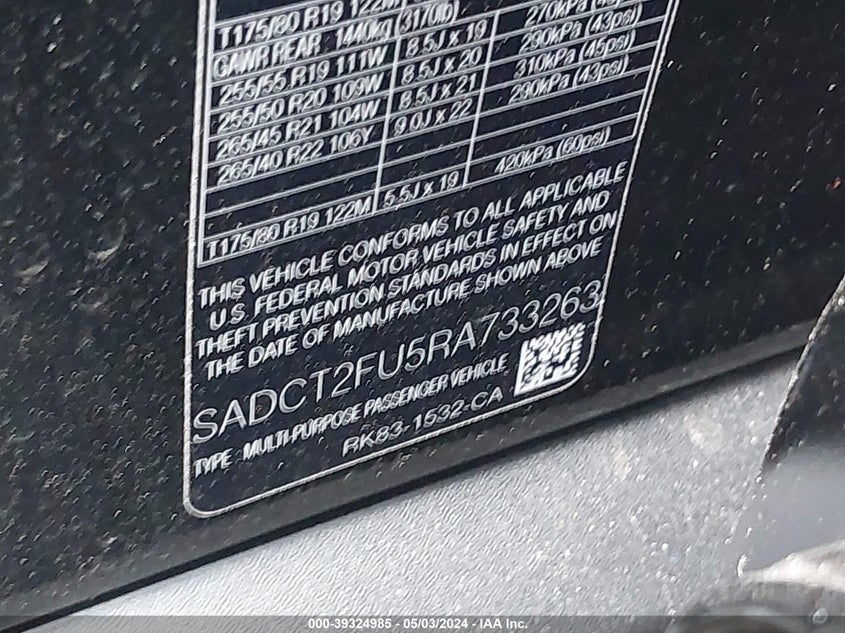 T175/80 R19 122M
GAWR REAR 1440kg (3170lb)
255/55 R19 111W 8.5J x 19 270kPa
255/50 R20 109W 8.5J x 20 290kPa (43psi)
265/45 R21 104W 8.5J x 21 310kPa (45psi)
265/40 R22 106Y 9.0J x 22 290kPa (43psi)
T175/80 R19 122M 5.5J x 19 420kPa (60psi)
THIS VEHICLE CONFORMS TO ALL APPLICABLE
U.S. FEDERAL MOTOR VEHICLE SAFETY AND
THEFT PREVENTION STANDARDS IN EFFECT ON
THE DATE OF MANUFACTURE SHOWN ABOVE
SADCT2FU5RA733263
TYPE - MULTI-PURPOSE PASSENGER VEHICLE
RK83-1532-CA
000-39324985 - 05/03/2024 - IAA Inc.